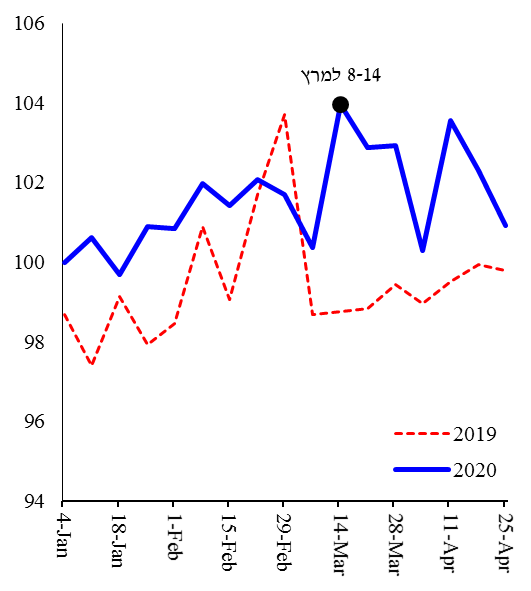 106
104
102
100
98
96
94
8-14 למרץ
2019
2020
4-Jan
18-Jan
1-Feb
15-Feb
29-Feb
14-Mar
28-Mar
11-Apr
25-Apr